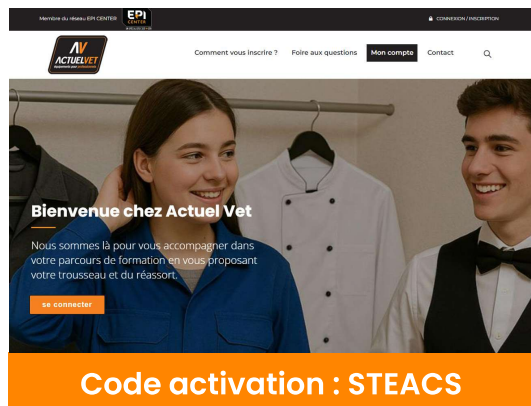 Membre du réseau EPI CENTER
EPI
CENTER
CONNEXION / INSCRIPTION
AV
ACTUELVET
Comment vous inscrire ?
Foire aux questions
Mon compte
Contact
Bienvenue chez Actuel Vet
Nous sommes là pour vous accompagner dans
votre parcours de formation en vous proposant
votre trousseau et du réassort.
se connecter
Code activation : STEACS